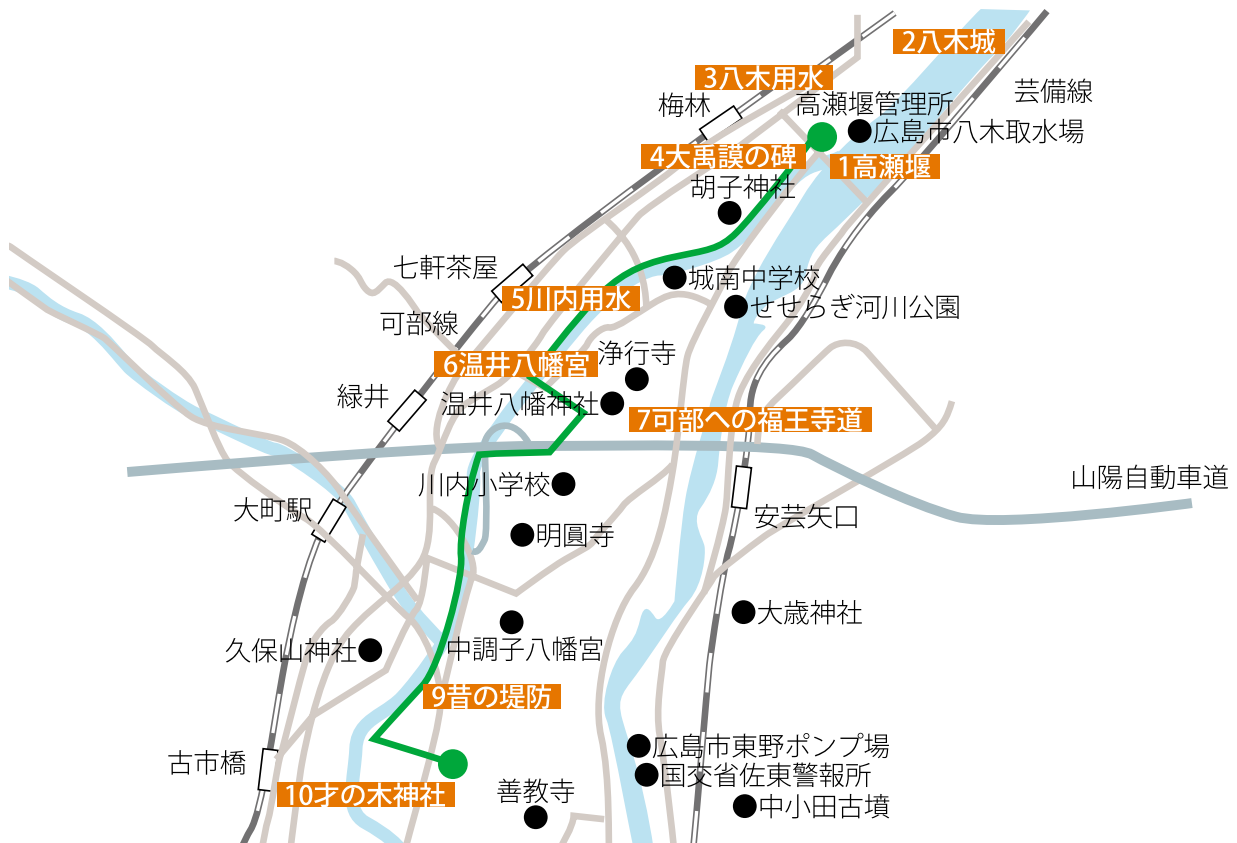 2八木城
3八木用水
芸備線
梅林
高瀬堰管理所
広島市八木取水場
4大禹謨の碑
1高瀬堰
胡子神社
七軒茶屋
城南中学校
5川内用水
せせらぎ河川公園
可部線
浄行寺
6温井八幡宮
緑井
温井八幡神社
7可部への福王寺道
山陽自動車道
川内小学校
大町駅
安芸矢口
明圓寺
大歳神社
久保山神社
中調子八幡宮
9昔の堤防
広島市東野ポンプ場
古市橋
国交省佐東警報所
10才の木神社
善教寺
中小田古墳